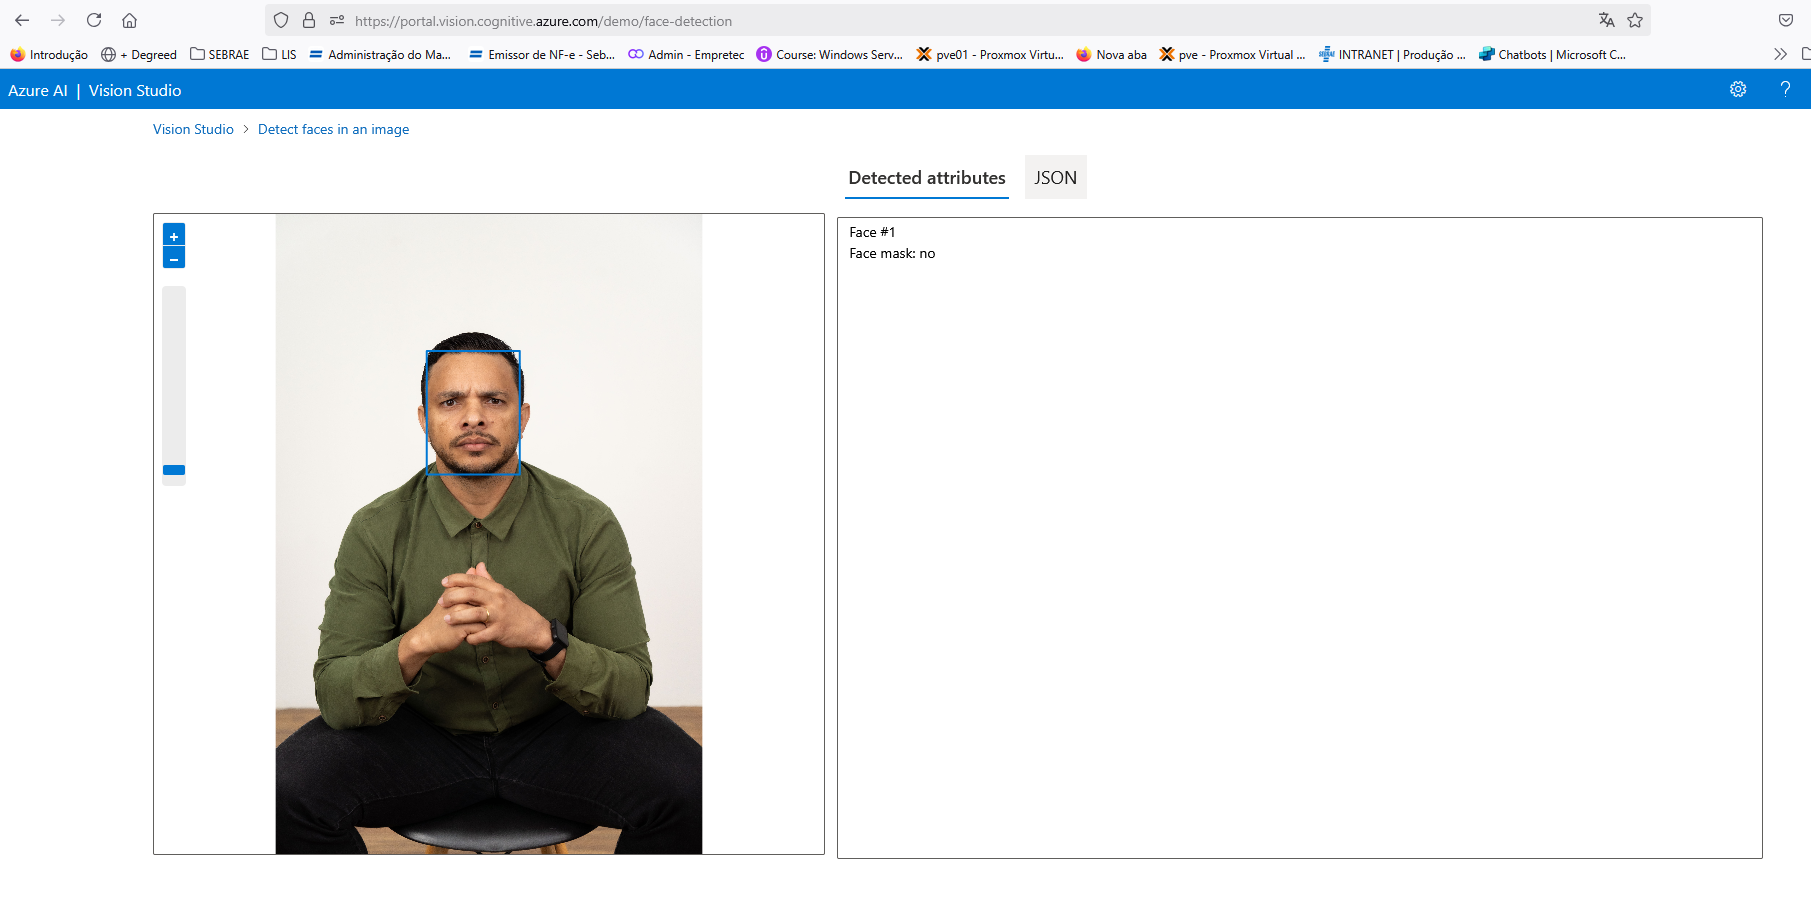 https://portal.vision.cognitive.azure.com/demo/face-detection
Introdução + Degreed SEBRAE LIS Administração do Ma... Emissor de NF-e - Seb... Admin - Empretec Course: Windows Serv... pve01 - Proxmox Virtu... Nova aba pve - Proxmox Virtual ... INTRANET | Produção ... Chatbots | Microsoft C...
Azure AI | Vision Studio
Vision Studio > Detect faces in an image
Detected attributes JSON
Face #1
Face mask: no